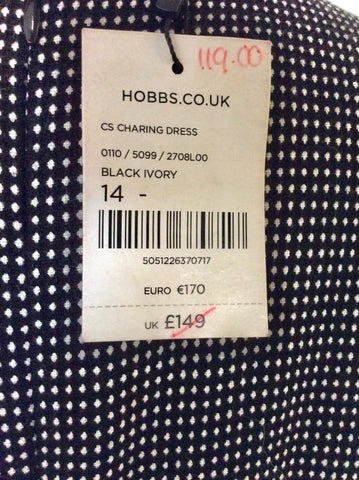 119.00
HOBBS.CO.UK
CS CHARING DRESS
0110 / 5099 / 2708L00
BLACK IVORY
14 -
5051226370717
EURO €170
UK £149